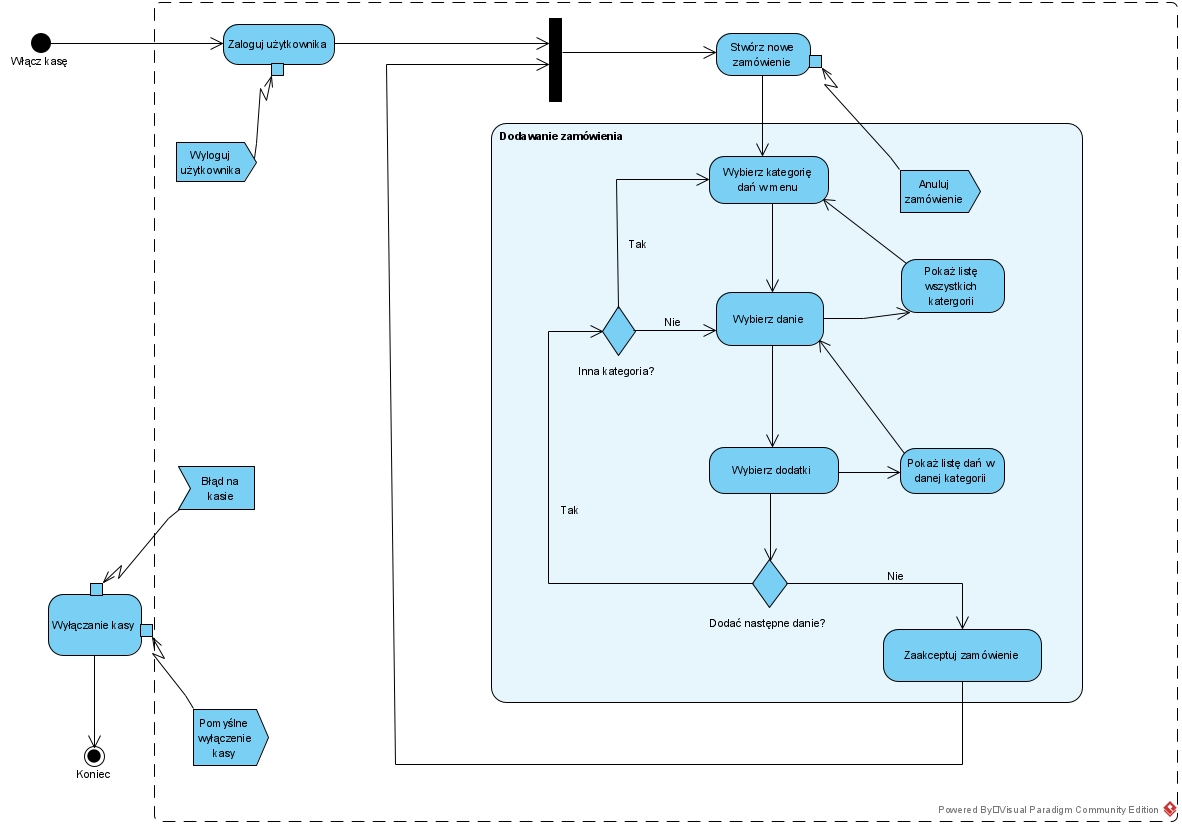 Włącz kasę
Zaloguj użytkownika
Stwórz nowe
zamówienie
Wyloguj
użytkownika
Dodawanie zamówienia
Wybierz kategorię
dań w menu
Anuluj
zamówienie
Tak
Pokaż listę
wszystkich
katergorii
Wybierz danie
Nie
Inna kategoria?
Wybierz dodatki
Pokaż listę dań w
danej kategorii
Błąd na
kasie
Tak
Nie
Dodać następne danie?
Wyłączanie kasy
Zaakceptuj zamówienie
Pomyślne
wyłączenie
kasy
Koniec
Powered By Visual Paradigm Community Edition